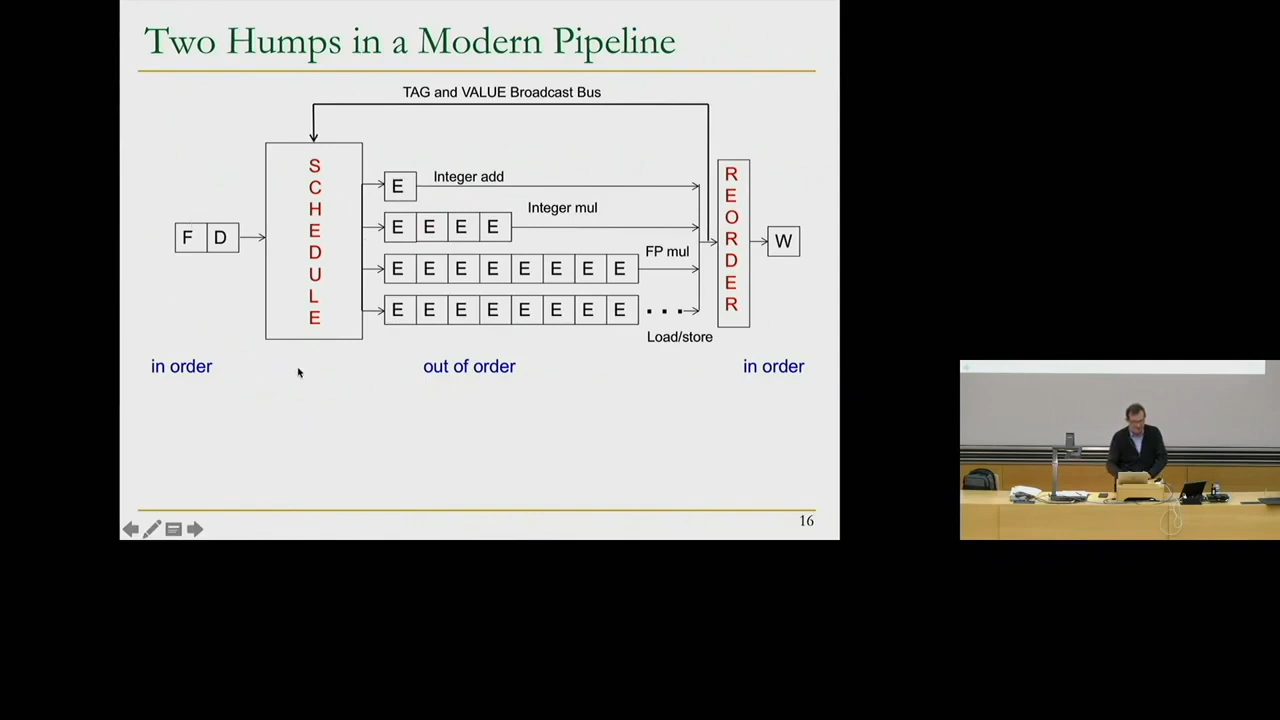 Two Humps in a Modern Pipeline
TAG and VALUE Broadcast Bus
F D
S
C
H
E
D
U
L
E
E
Integer add
E E E E
Integer mul
E E E E E E E E
FP mul
E E E E E E E E . . .
Load/store
R
E
O
R
D
E
R
W
in order
out of order
in order
16